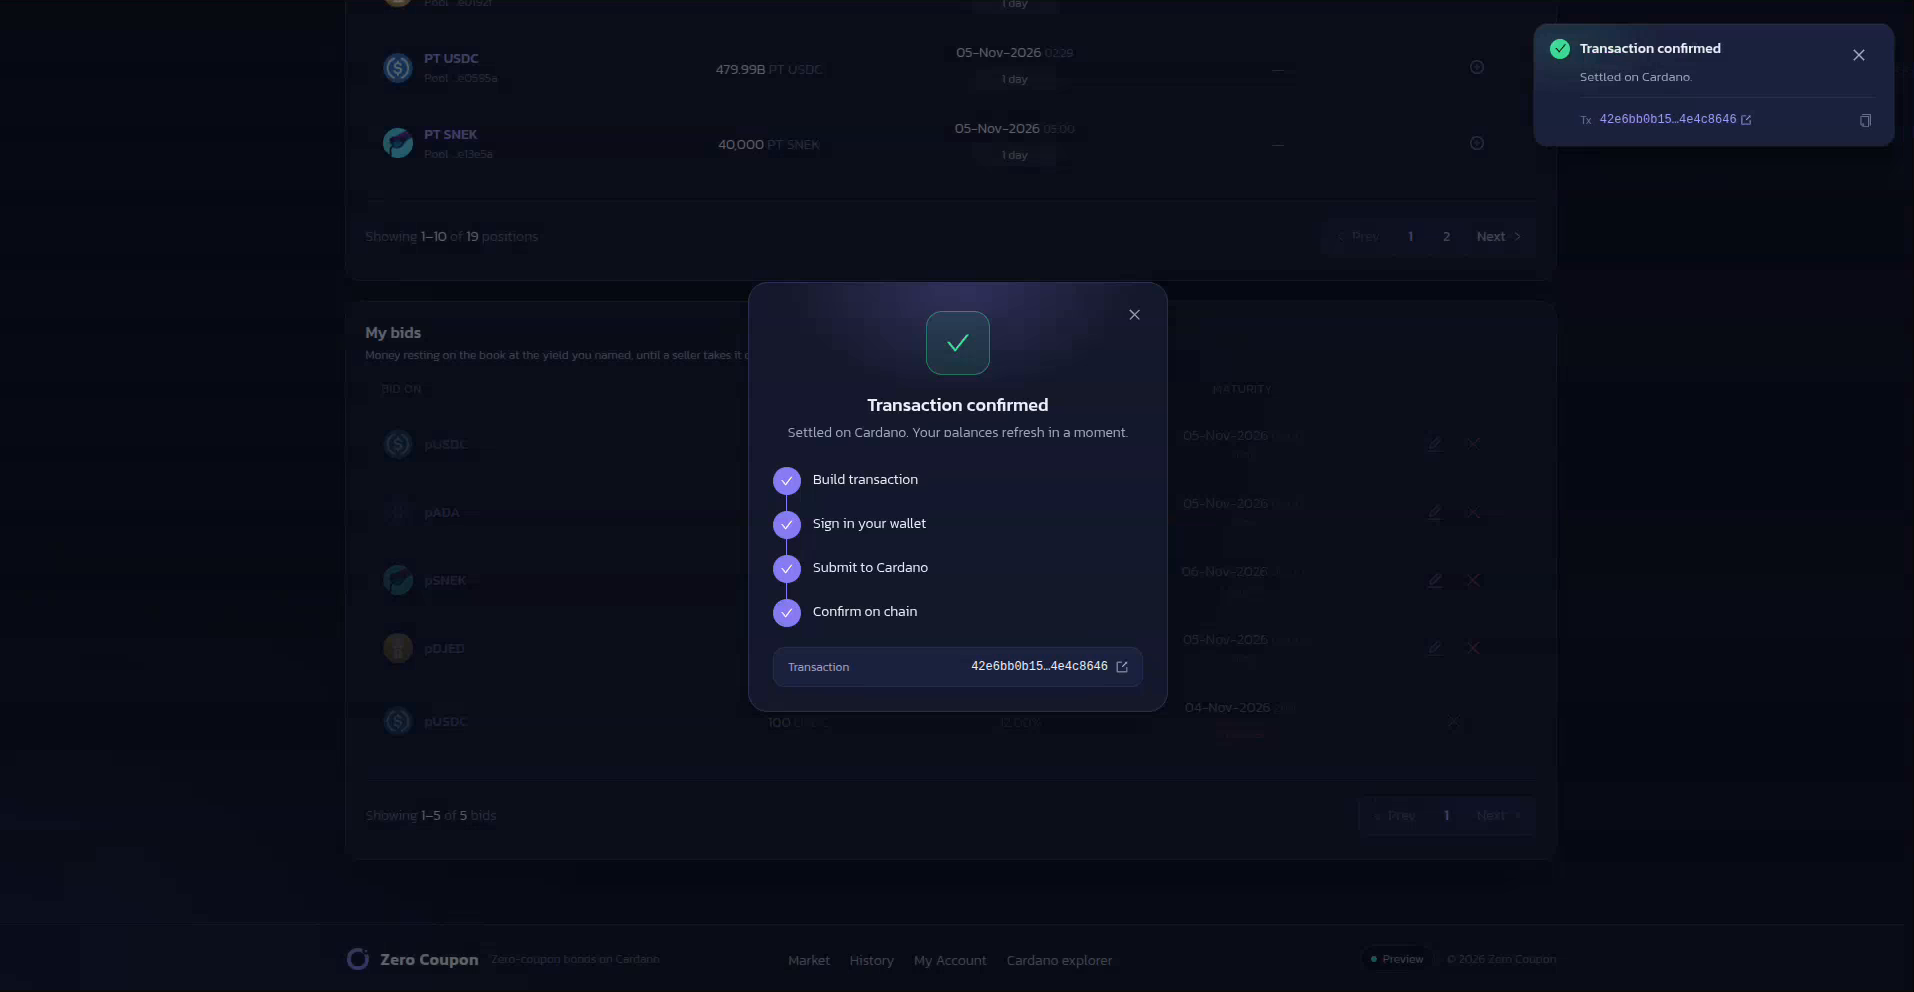 1 day
PT USDC
Pool ...e0595a
479.99B PT USDC
05-Nov-2026 02:29
1 day
—
PT SNEK
Pool ...e13e5a
40,000 PT SNEK
05-Nov-2026 05:00
1 day
—
Showing 1–10 of 19 positions
Prev 1 2 Next
Transaction confirmed
Settled on Cardano.
Tx 42e6bb0b15…4e4c8646
My bids
Money resting on the book at the yield you named, until a seller takes it
BID ON
MATURITY
pUSDC
05-Nov-2026
pADA
05-Nov-2026
pSNEK
06-Nov-2026
pDJED
05-Nov-2026
pUSDC
100
12.00%
04-Nov-2026
Showing 1–5 of 5 bids
Prev 1 Next
Transaction confirmed
Settled on Cardano. Your balances refresh in a moment.
Build transaction
Sign in your wallet
Submit to Cardano
Confirm on chain
Transaction 42e6bb0b15…4e4c8646
Zero Coupon
Zero-coupon bonds on Cardano
Market
History
My Account
Cardano explorer
Preview
© 2026 Zero Coupon